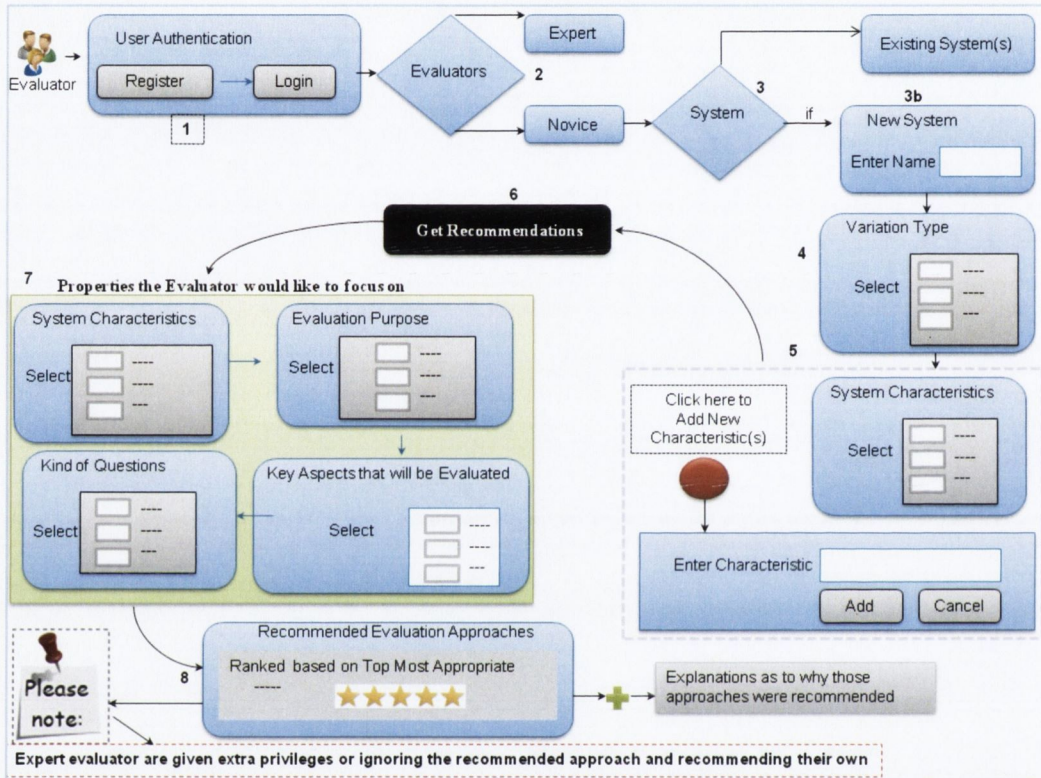 Evaluator
User Authentication
Register
Login
1
Evaluators
2
Expert
Novice
3
System
if
Existing System(s)
3b
New System
Enter Name
4
Variation Type
Select
----
----
---
5
System Characteristics
Select
----
----
---
Click here to
Add New
Characteristic(s)
Enter Characteristic
Add
Cancel
6
Get Recommendations
7
Properties the Evaluator would like to focus on
System Characteristics
Select
----
----
---
Evaluation Purpose
Select
----
----
---
Key Aspects that will be Evaluated
Select
----
----
---
Kind of Questions
Select
----
----
---
8
Recommended Evaluation Approaches
Ranked based on Top Most Appropriate
-----
Explanations as to why those
approaches were recommended
Please
note:
Expert evaluator are given extra privileges or ignoring the recommended approach and recommending their own